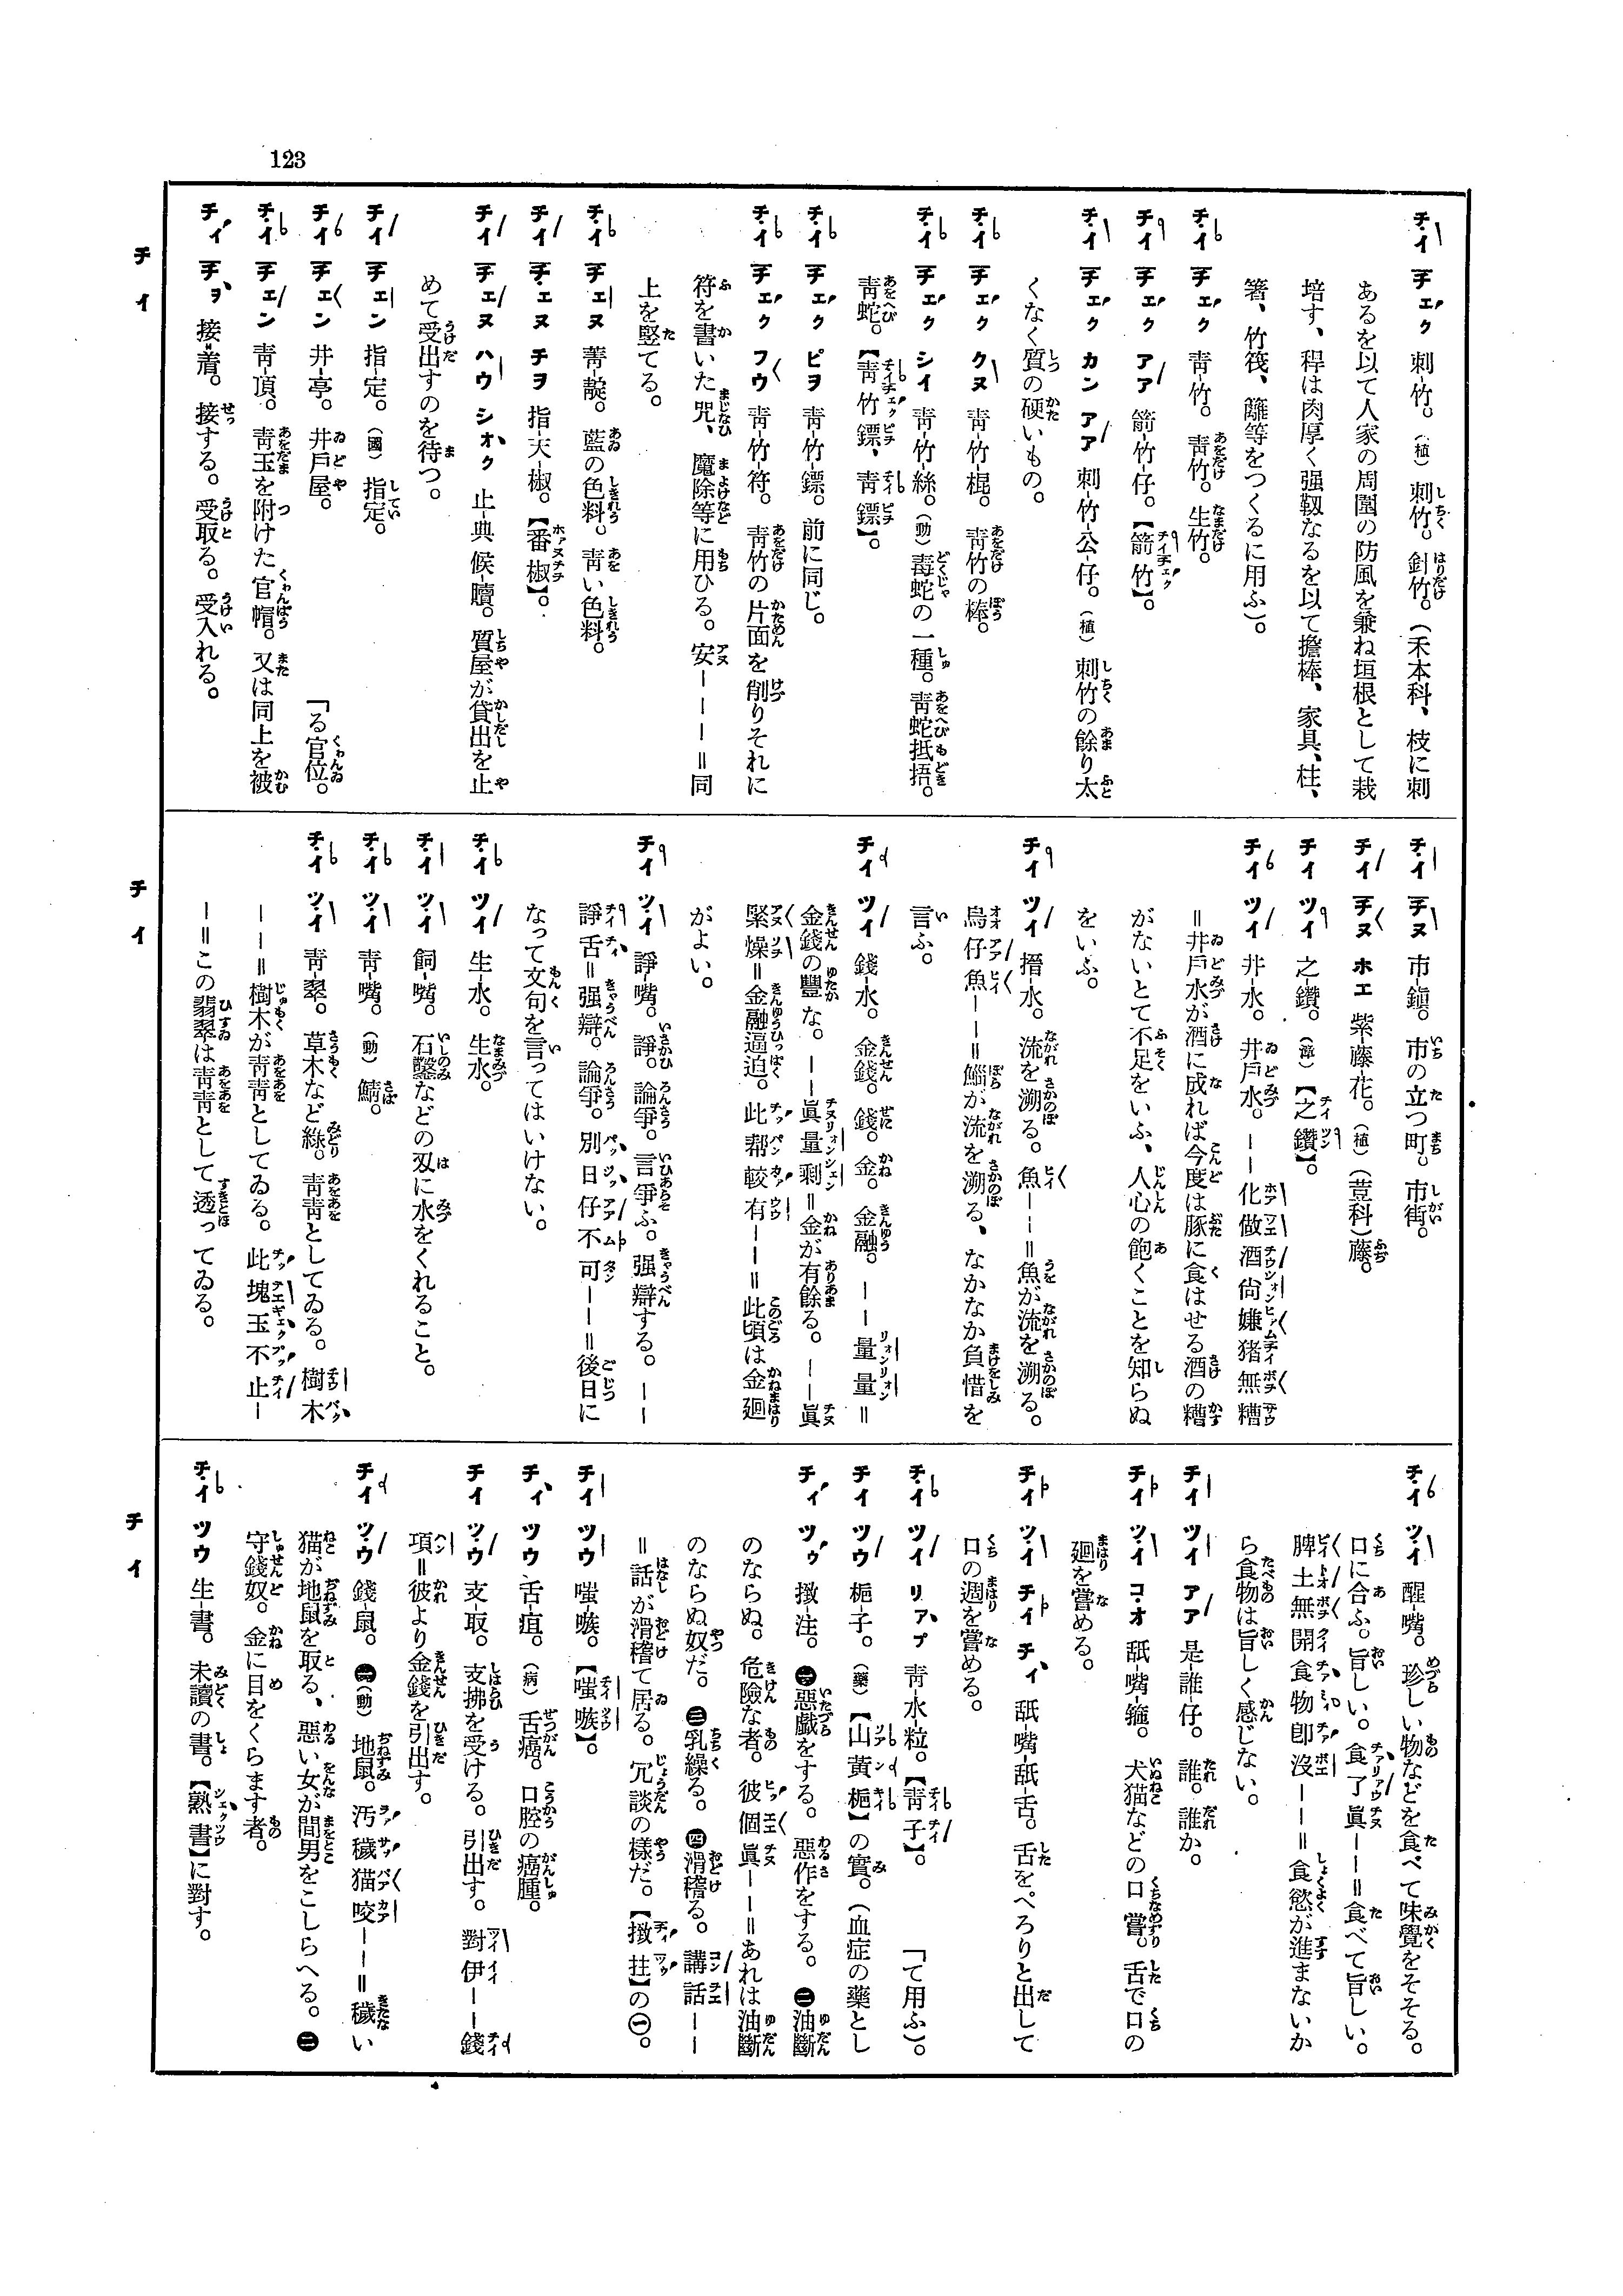 123
チイ チエク 刺-竹。(植) 刺竹。針竹。(禾本科、枝に刺
あるを以て人家の周圍の防風を兼ね垣根として栽
培す、稈は肉厚く强靱なるを以て擔棒、家具、柱、
箸、竹筏、籬等をつくるに用ふ)。
チイ チエク 靑-竹。靑竹。生竹。
チイ チエク アア 箭-竹-仔。【箭竹】。
チイ チエク カン アア 刺-竹-公-仔。(植) 刺竹の餘り太
くなく質の硬いもの。
チイ チエク クヌ 靑-竹-棍。靑竹の棒。
チイ チエク シイ 靑-竹-絲。(動) 毒蛇の一種。靑蛇抵捂。
靑蛇。【靑竹鏢、靑鏢】。
チイ チエク ピヲ 靑-竹-鏢。前に同じ。
チイ チエク フウ 靑-竹-符。靑竹の片面を削りそれに
符を書いた咒、魔除等に用ひる。安ーーー=同
上を竪てる。
チイ チエヌ 菁-靛。藍の色料。靑い色料。
チイ チエヌ チヲ 指-天-椒。【番椒】。
チイ チエヌ ハウ シオク 止-典 候-贖。質屋が貸出を止
めて受出すのを待つ。
チイ チエン 指-定。(國) 指定。
チイ チエン 井-亭。井戶屋。 「る官位。
チイ チエン 靑-頂。靑玉を附けた官帽。又は同上を被
チイ チヲ 接-着。接する。受取る。受入れる。
チイ
チイ チヌ 市-鎭。市の立つ町。市街。
チイ チヌ ホエ 紫-藤-花。(植)(荳科)藤。
チイ ツイ 之-鑽。【之鑽】。
チイ ツイ 井-水。井戶水。ーー化做酒尙嫌猪無糟
=井戶水が酒に成れば今度は豚に食はせる酒の糟
がないとて不足をいふ、人心の飽くことを知らぬ
をいふ。
チイ ツイ 搢-水。流を溯る。魚ーー=魚が流を溯る。
烏仔魚ーー=鯔が流を溯る、なかなか負惜を
言ふ。
チイ ツイ 錢-水。金錢。錢。金。金融。ーー量量=
金錢の豐な。ーー眞量剩=金が有餘る。ーー眞
緊燥=金融逼迫。此幇較有ーー=此頃は金廻
がよい。
チイ ツイ 諍-嘴。諍。論爭。言爭ふ。强辯する。ーー
諍舌=强辯。論爭。別日仔不可ーー=後日に
なって文句を言ってはいけない。
チイ ツイ 生-水。生水。
チイ ツイ 飼-嘴。石鑿などの刄に水をくれること。
チイ ツイ 靑-嘴。(動) 鯖。
チイ ツイ 靑-翠。草木など綠。靑靑としてゐる。樹木
ーー=樹木が靑靑としてゐる。此塊玉不止ー
ー=この翡翠は靑靑として透ってゐる。
チイ
チイ ツイ 醒-嘴。珍しい物などを食べて味覺をそそる。
口に合ふ。旨しい。食了眞ーー=食べて旨しい。
脾土無開食物卽沒ーー=食慾が進まないか
ら食物は旨しく感じない。
チイ ツイ アア 是-誰-仔。誰。誰か。
チイ ツイ コオ 舐-嘴-箍。犬猫などの口嘗。舌で口の
廻を嘗める。
チイ ツイ チイ チイ 舐-嘴-舐-舌。舌をぺろりと出して
口の週を嘗める。
チイ ツイ リアプ 靑-水-粒。【靑子】。 「て用ふ)。
チイ ツウ 梔-子。(藥)【山黃梔】の實。(血症の藥とし
チイ ツウ 㨖-注。㊀惡戲をする。惡作をする。㊁油斷
のならぬ。危險な者。彼個眞ーー=あれは油斷
のならぬ奴だ。㊂乳繰る。㊃滑稽る。講話ーー
=話が滑稽て居る。冗談の樣だ。【㨖拄】の㊀。
チイ ツウ 嗤-嗾。【嗤嗾】。
チイ ツウ 舌-疽。(病) 舌癌。口腔の癌腫。
チイ ツウ 支-取。支拂を受ける。引出す。對伊ーー錢
項=彼より金錢を引出す。
チイ ツウ 錢-鼠。㊀(動) 地鼠。汚穢猫咬ーー=穢い
猫が地鼠を取る、惡い女が間男をこしらへる。㊁
守錢奴。金に目をくらます者。
チイ ツウ 生-書。未讀の書。【熟書】に對す。
チイ